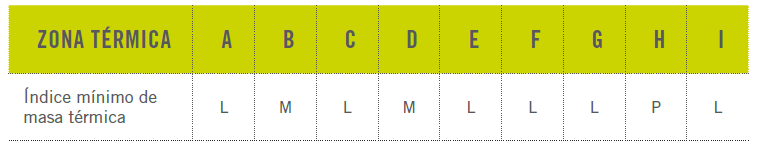 ZONA TÉRMICA A B C D E F G H I
Índice mínimo de
masa térmica L M L M L L L P L